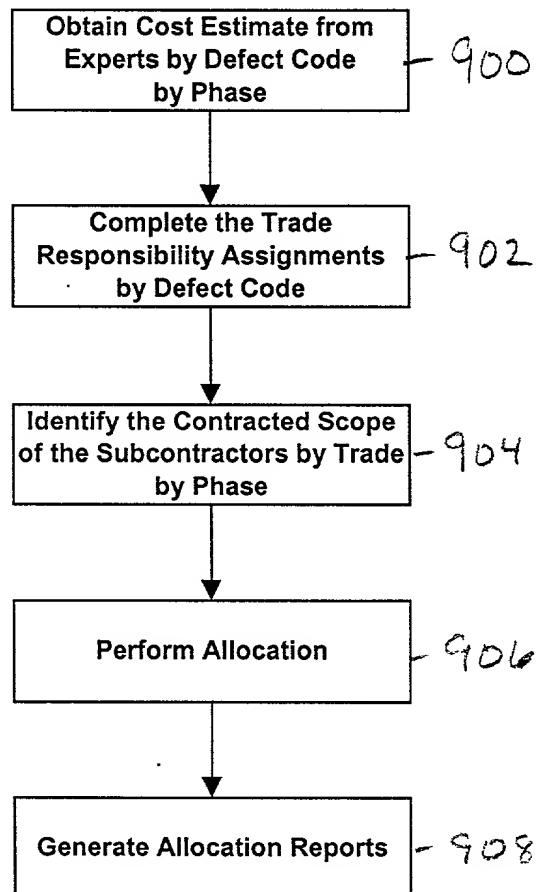 Obtain Cost Estimate from
Experts by Defect Code
by Phase
900
Complete the Trade
Responsibility Assignments
by Defect Code
902
Identify the Contracted Scope
of the Subcontractors by Trade
by Phase
904
Perform Allocation
906
Generate Allocation Reports
908